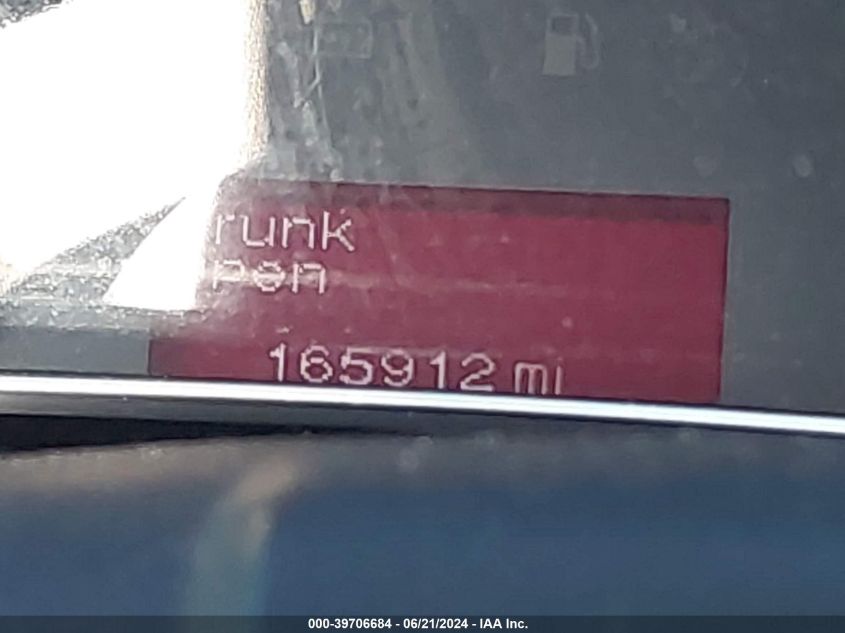 runk
pen
165912 mi
000-39706684 - 06/21/2024 - IAA Inc.